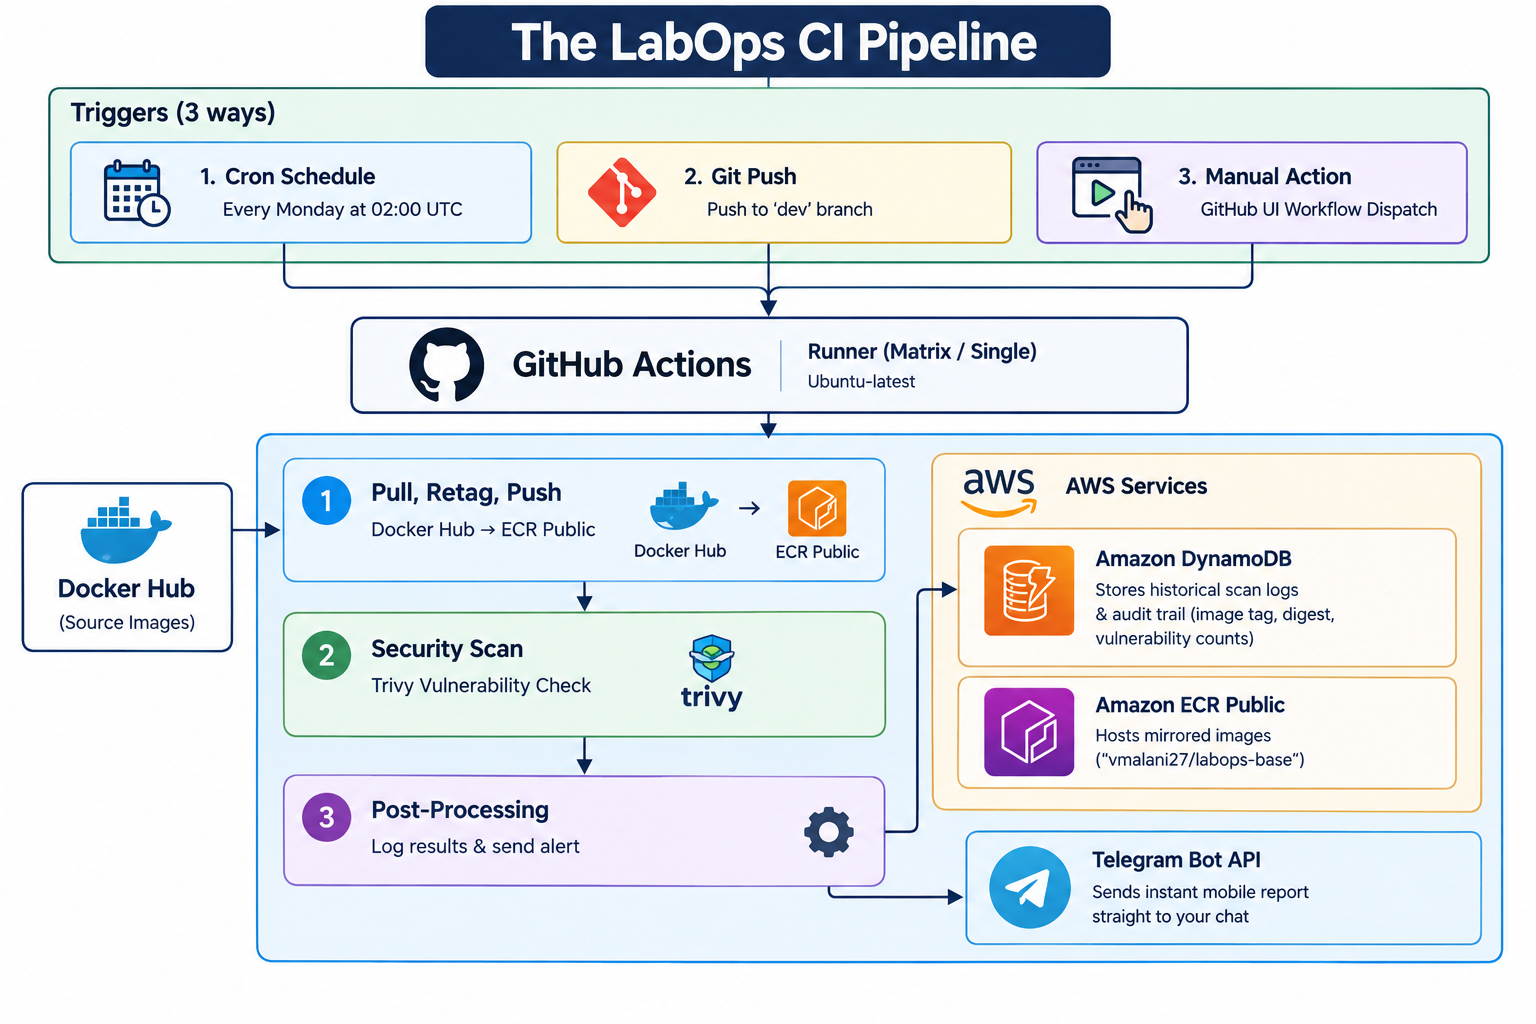 The LabOps CI Pipeline
Triggers (3 ways)
1. Cron Schedule
Every Monday at 02:00 UTC
2. Git Push
Push to ‘dev’ branch
3. Manual Action
GitHub UI Workflow Dispatch
GitHub Actions
Runner (Matrix / Single)
Ubuntu-latest
Docker Hub
(Source Images)
1
Pull, Retag, Push
Docker Hub → ECR Public
Docker Hub
ECR Public
2
Security Scan
Trivy Vulnerability Check
trivy
3
Post-Processing
Log results & send alert
aws
AWS Services
Amazon DynamoDB
Stores historical scan logs
& audit trail (image tag, digest,
vulnerability counts)
Amazon ECR Public
Hosts mirrored images
(“vmalani27/labops-base“)
Telegram Bot API
Sends instant mobile report
straight to your chat